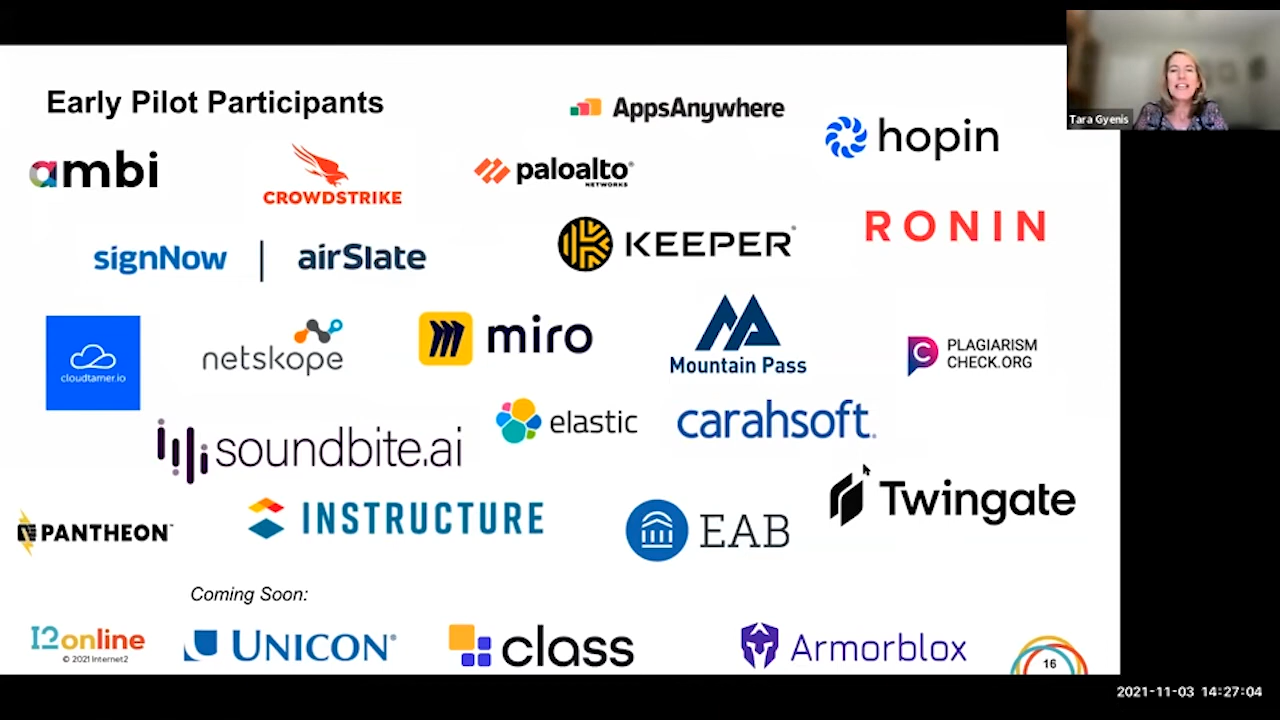 Early Pilot Participants
AppsAnywhere
hopin
Tara Gyenis
ambi
CROWDSTRIKE
paloalto®
NETWORKS
RONIN
signNow | airSlate
KEEPER®
cloudtamer.io
netskope
miro
Mountain Pass
PLAGIARISM
CHECK.ORG
soundbite.ai
elastic
carahsoft.
PANTHEON™
INSTRUCTURE
EAB
Twingate
Coming Soon:
I2online
© 2021 Internet2
UNICON®
class
Armorblox
16
2021-11-03 14:27:04